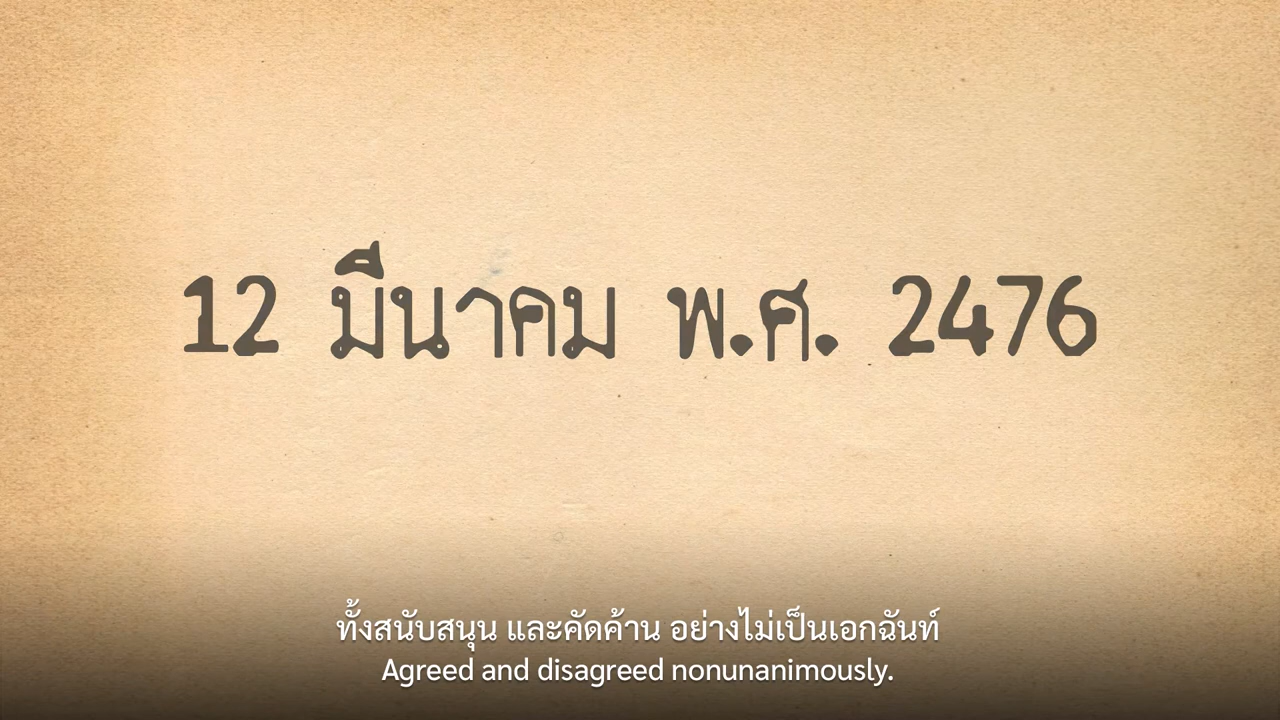 12 มีนาคม พ.ศ. 2476
ทั้งสนับสนุน และคัดค้าน อย่างไม่เป็นเอกฉันท์
Agreed and disagreed nonunanimously.